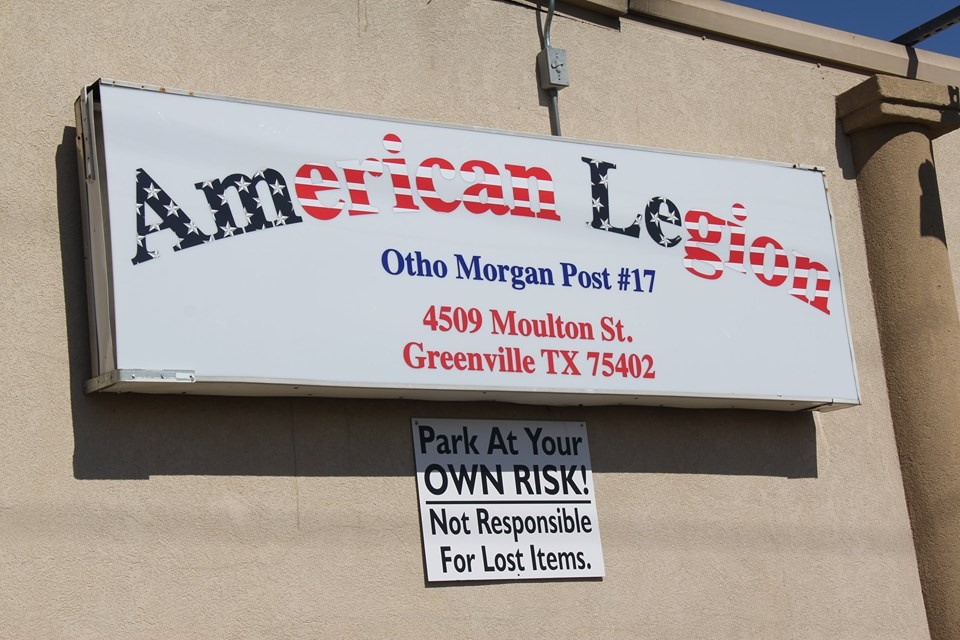 American Legion
Otho Morgan Post #17
4509 Moulton St.
Greenville TX 75402
Park At Your
OWN RISK!
Not Responsible
For Lost Items.